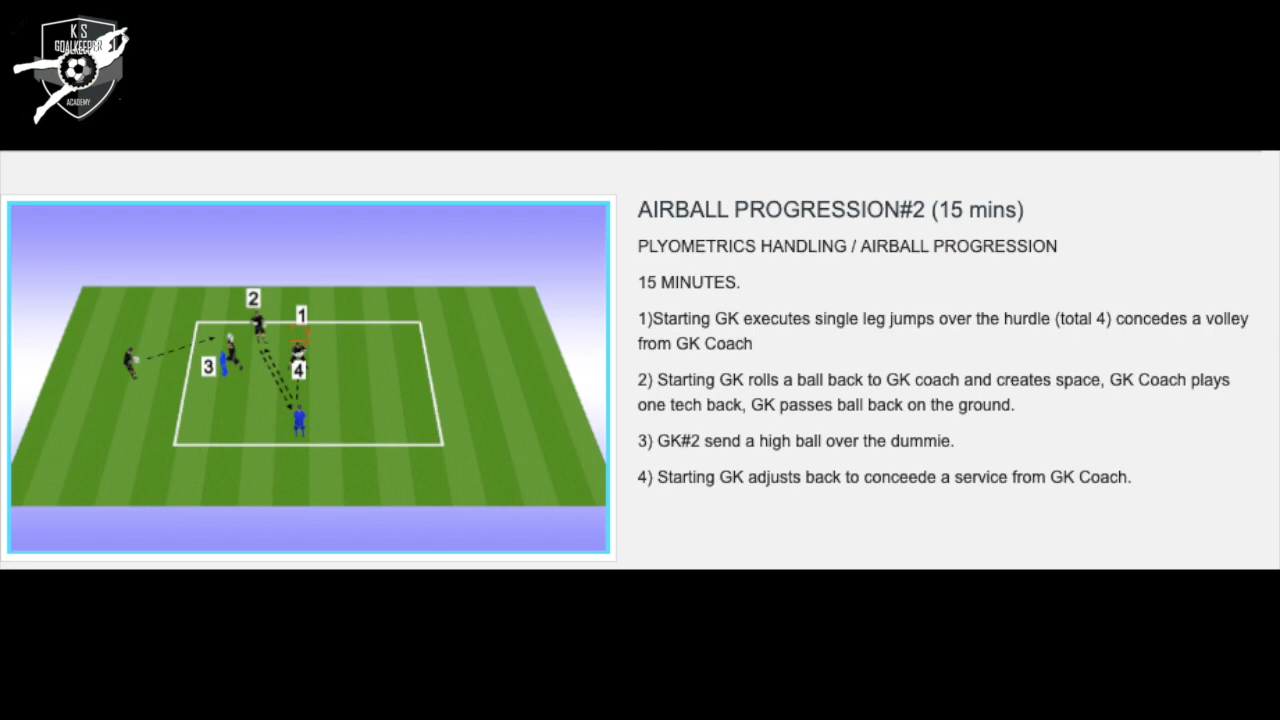 K S
GOALKEEPER
ACADEMY
AIRBALL PROGRESSION#2 (15 mins)
PLYOMETRICS HANDLING / AIRBALL PROGRESSION
15 MINUTES.
1)Starting GK executes single leg jumps over the hurdle (total 4) concedes a volley
from GK Coach
2) Starting GK rolls a ball back to GK coach and creates space, GK Coach plays
one tech back, GK passes ball back on the ground.
3) GK#2 send a high ball over the dummie.
4) Starting GK adjusts back to conceede a service from GK Coach.
2
1
3
4